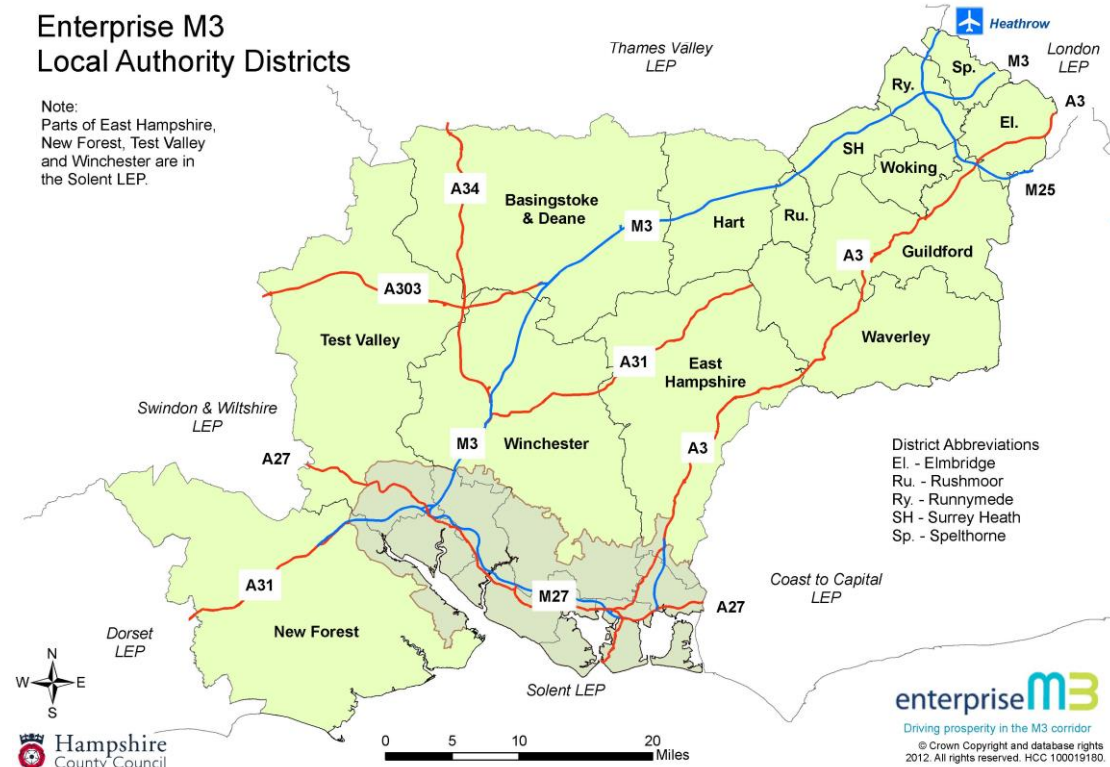 Enterprise M3
Local Authority Districts
Note:
Parts of East Hampshire,
New Forest, Test Valley
and Winchester are in
the Solent LEP.
Heathrow
Thames Valley
LEP
London
LEP
Sp.
M3
Ry.
A3
El.
SH
Woking
M25
A34
Basingstoke
& Deane
M3
Hart
Ru.
A3
Guildford
A303
Test Valley
Waverley
A31
East
Hampshire
Swindon & Wiltshire
LEP
M3
Winchester
A3
A27
District Abbreviations
El. - Elmbridge
Ru. - Rushmoor
Ry. - Runnymede
SH - Surrey Heath
Sp. - Spelthorne
A31
M27
A27
Coast to Capital
LEP
New Forest
Dorset
LEP
Solent LEP
N
W E
S
enterprise M3
Driving prosperity in the M3 corridor
© Crown Copyright and database rights
2012. All rights reserved. HCC 100019180.
Hampshire
County Council
0 5 10 20
Miles